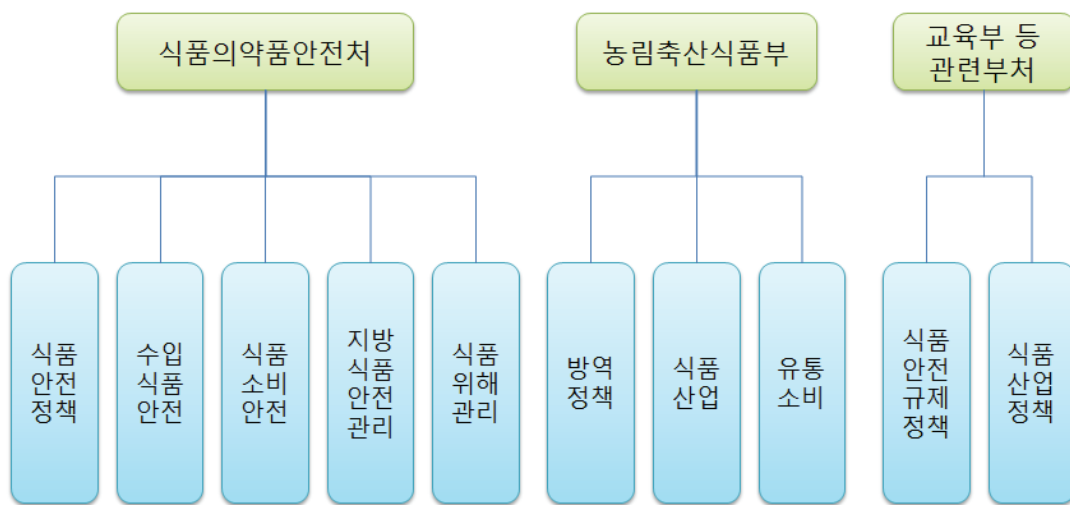 식품의약품안전처
농림축산식품부
교육부 등
관련부처
식품
안전
정책
수입
식품
안전
식품
소비
안전
지방
식품
안전
관리
식품
위해
관리
방역
정책
식품
산업
유통
소비
식품
안전
규제
정책
식품
산업
정책